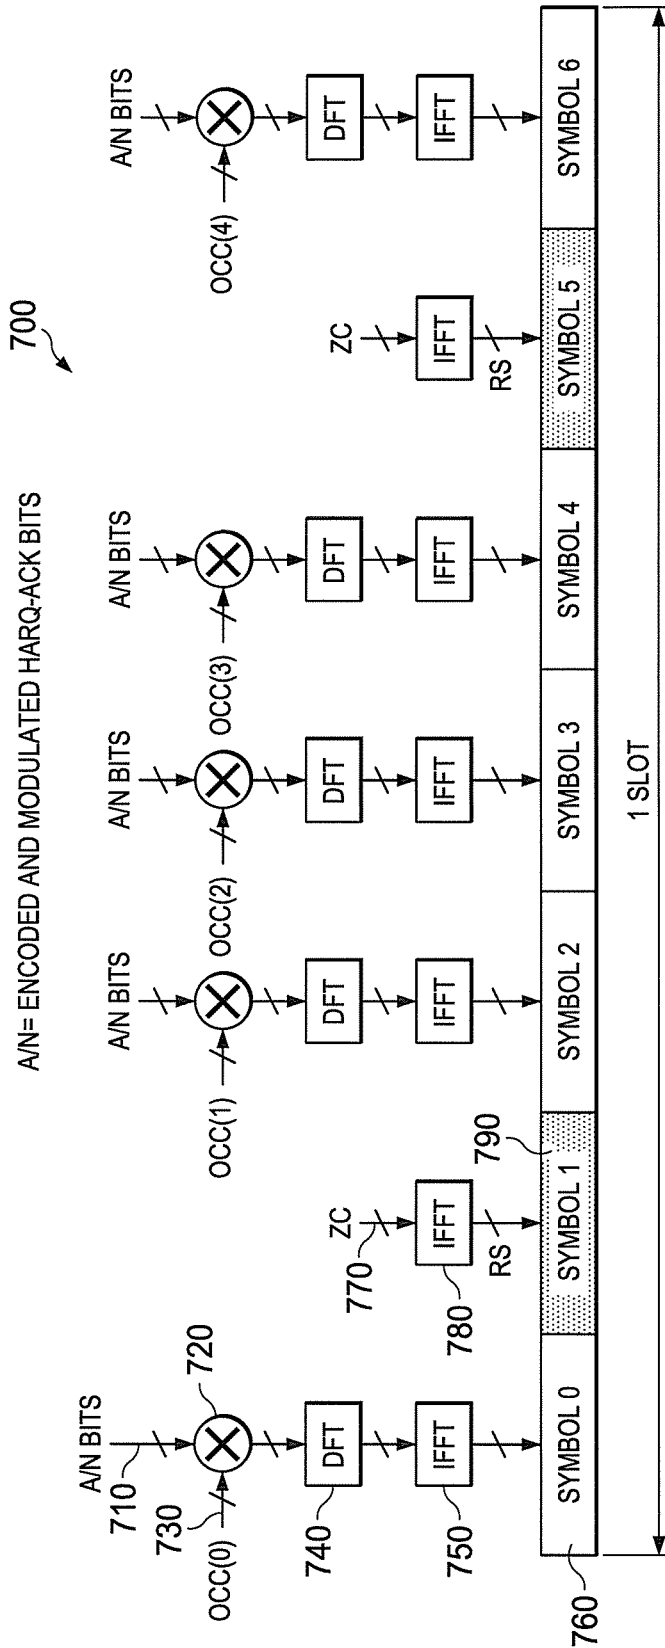 A/N= ENCODED AND MODULATED HARQ-ACK BITS
700
A/N BITS
A/N BITS
A/N BITS
A/N BITS
A/N BITS
710
720
730
OCC(0)
OCC(1)
OCC(2)
OCC(3)
OCC(4)
DFT
DFT
DFT
DFT
DFT
740
ZC
ZC
770
IFFT
IFFT
IFFT
IFFT
IFFT
IFFT
IFFT
750
780
RS
RS
790
SYMBOL 0
SYMBOL 1
SYMBOL 2
SYMBOL 3
SYMBOL 4
SYMBOL 5
SYMBOL 6
760
1 SLOT